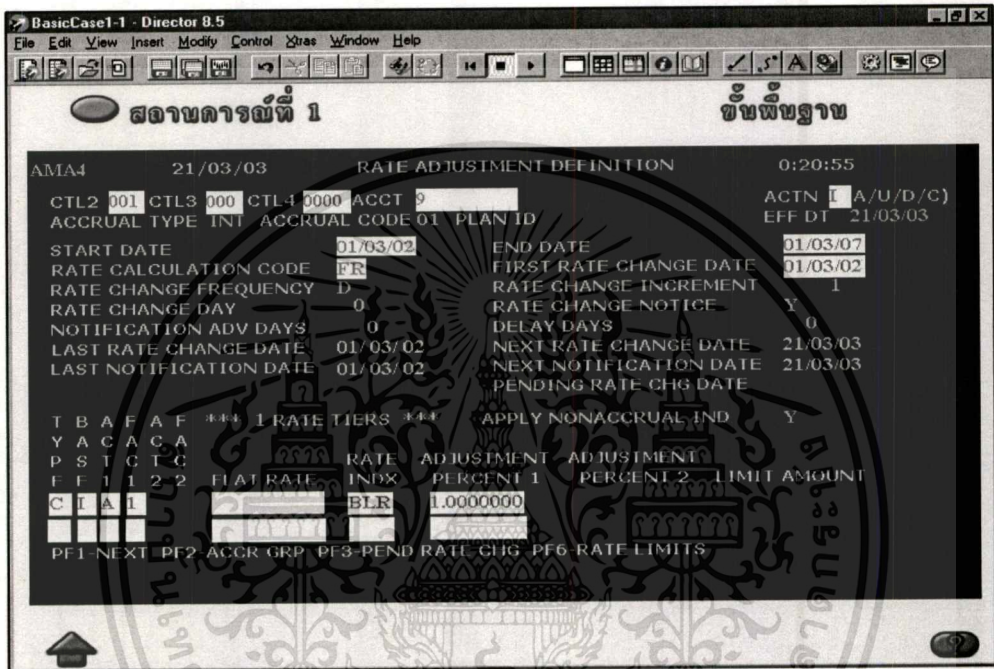 BasicCase1-1 - Director 8.5
File Edit View Insert Modify Control Xtras Window Help
สถานการณ์ที่ 1 ขั้นพื้นฐาน
AMA4 21/03/03 RATE ADJUSTMENT DEFINITION 0:20:55
CTL2 001 CTL3 000 CTL4 0000 ACCT 9 ACTN I A/U/D/C)
ACCRUAL TYPE INT ACCRUAL CODE 01 PLAN ID EFF DT 21/03/03
START DATE 01/03/02 END DATE 01/03/07
RATE CALCULATION CODE FR FIRST RATE CHANGE DATE 01/03/02
RATE CHANGE FREQUENCY D RATE CHANGE INCREMENT 1
RATE CHANGE DAY 0 RATE CHANGE NOTICE Y
NOTIFICATION ADV DAYS 0 DELAY DAYS 0
LAST RATE CHANGE DATE 01/03/02 NEXT RATE CHANGE DATE 21/03/03
LAST NOTIFICATION DATE 01/03/02 NEXT NOTIFICATION DATE 21/03/03
PENDING RATE CHG DATE
T B A F A F *** 1 RATE TIERS *** APPLY NONACCRUAL IND Y
Y A C A C A
P S T C T C RATE ADJUSTMENT ADJUSTMENT
F F 1 1 2 2 FLAT RATE INDX PERCENT 1 PERCENT 2 LIMIT AMOUNT
C I A 1 BLR 1.0000000
PF1-NEXT PF2-ACCR GRP PF3-PEND RATE CHG PF6-RATE LIMITS